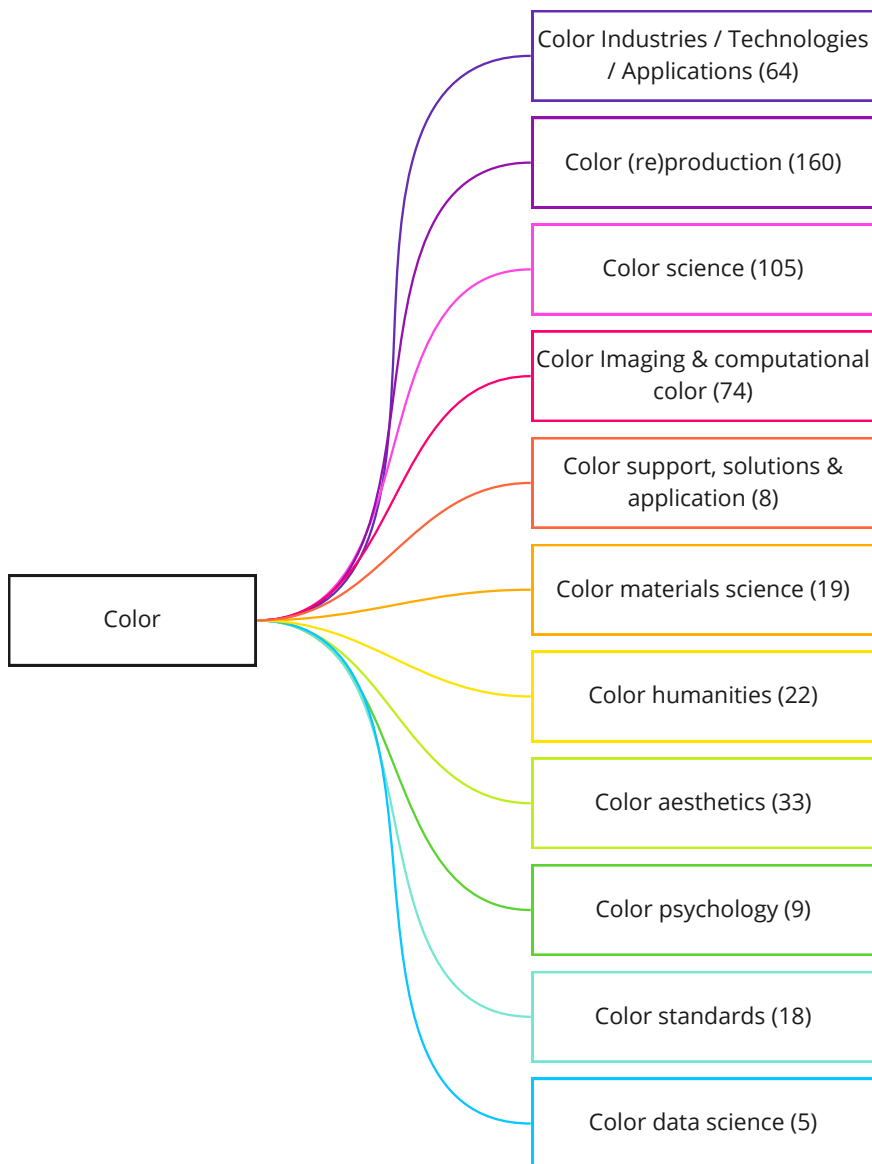 Color Industries / Technologies
/ Applications (64)
Color (re)production (160)
Color science (105)
Color Imaging & computational
color (74)
Color support, solutions &
application (8)
Color
Color materials science (19)
Color humanities (22)
Color aesthetics (33)
Color psychology (9)
Color standards (18)
Color data science (5)